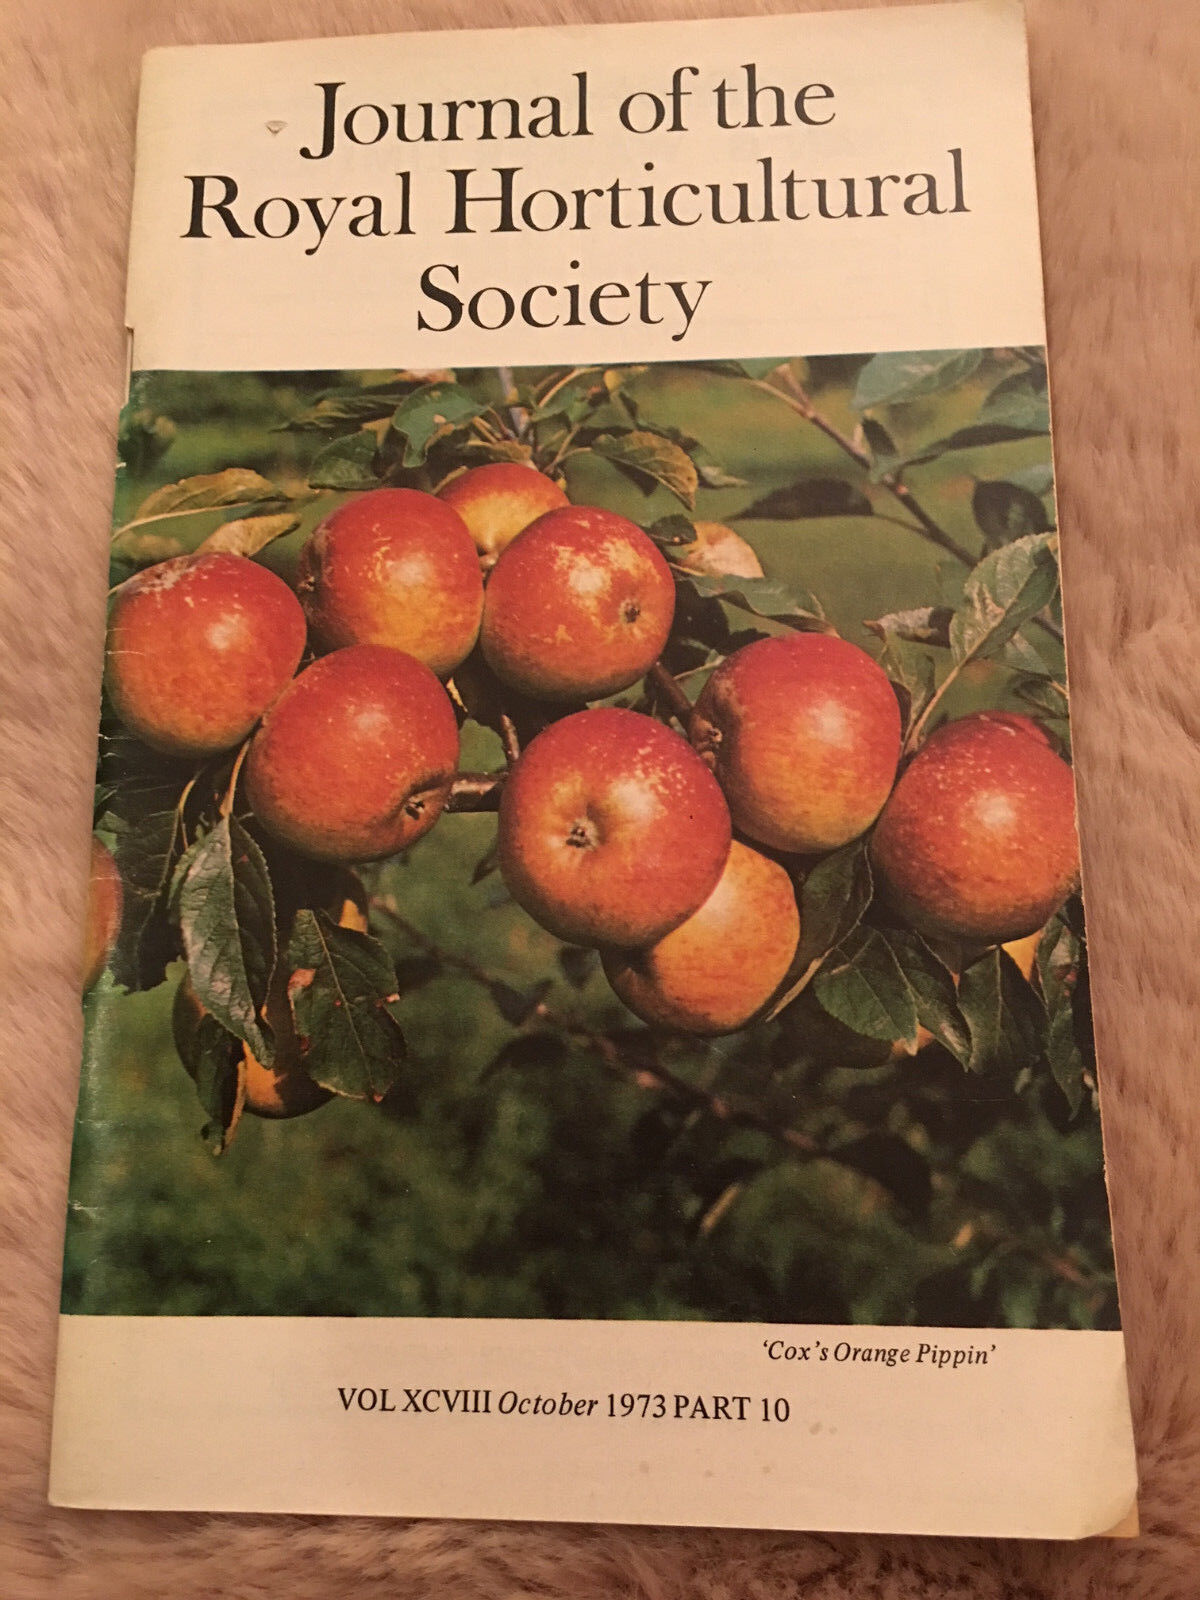 Journal of the
Royal Horticultural
Society
‘Cox’s Orange Pippin’
VOL XCVIII October 1973 PART 10